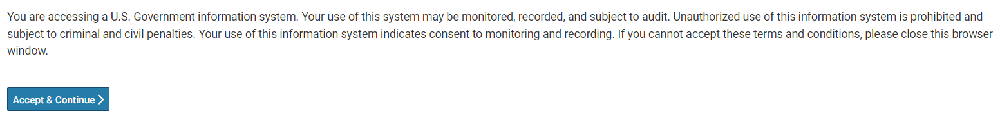 You are accessing a U.S. Government information system. Your use of this system may be monitored, recorded, and subject to audit. Unauthorized use of this information system is prohibited and
subject to criminal and civil penalties. Your use of this information system indicates consent to monitoring and recording. If you cannot accept these terms and conditions, please close this browser
window.
Accept & Continue